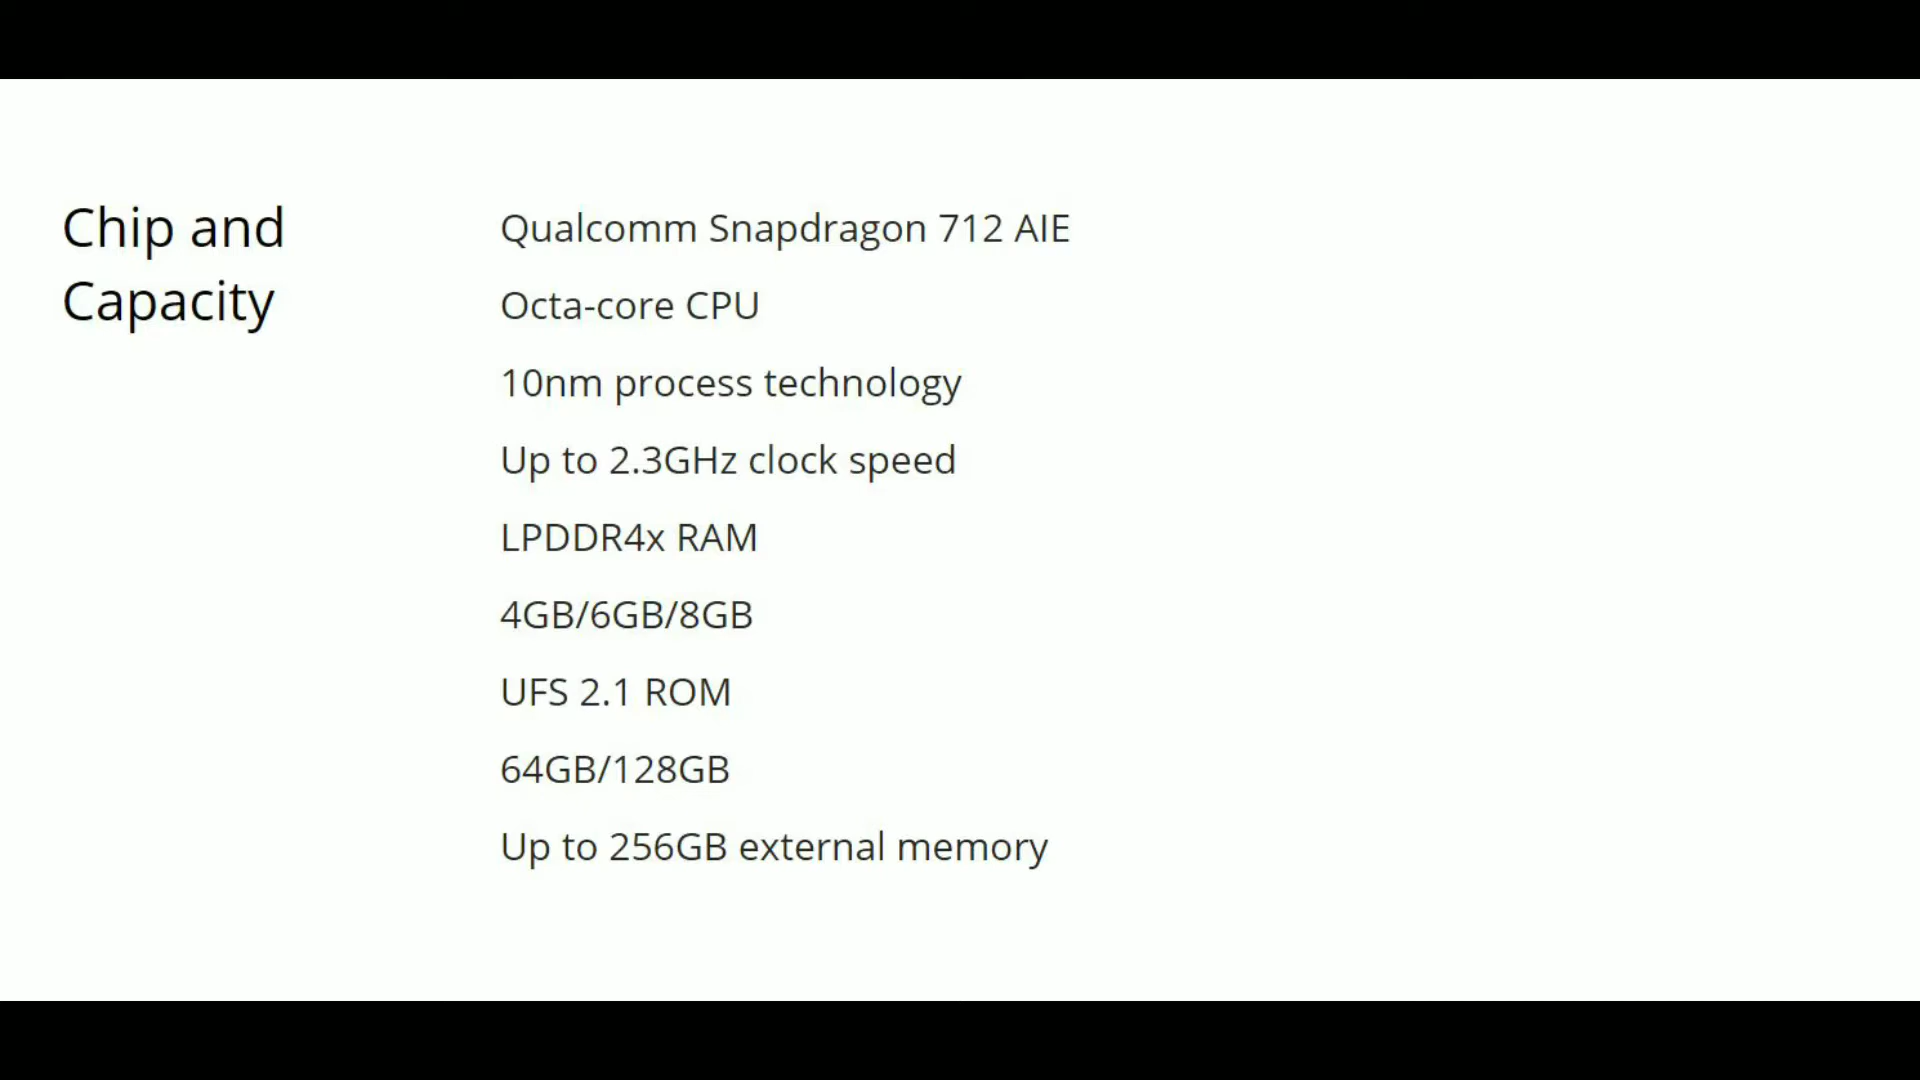 Chip and
Capacity
Qualcomm Snapdragon 712 AIE
Octa-core CPU
10nm process technology
Up to 2.3GHz clock speed
LPDDR4x RAM
4GB/6GB/8GB
UFS 2.1 ROM
64GB/128GB
Up to 256GB external memory